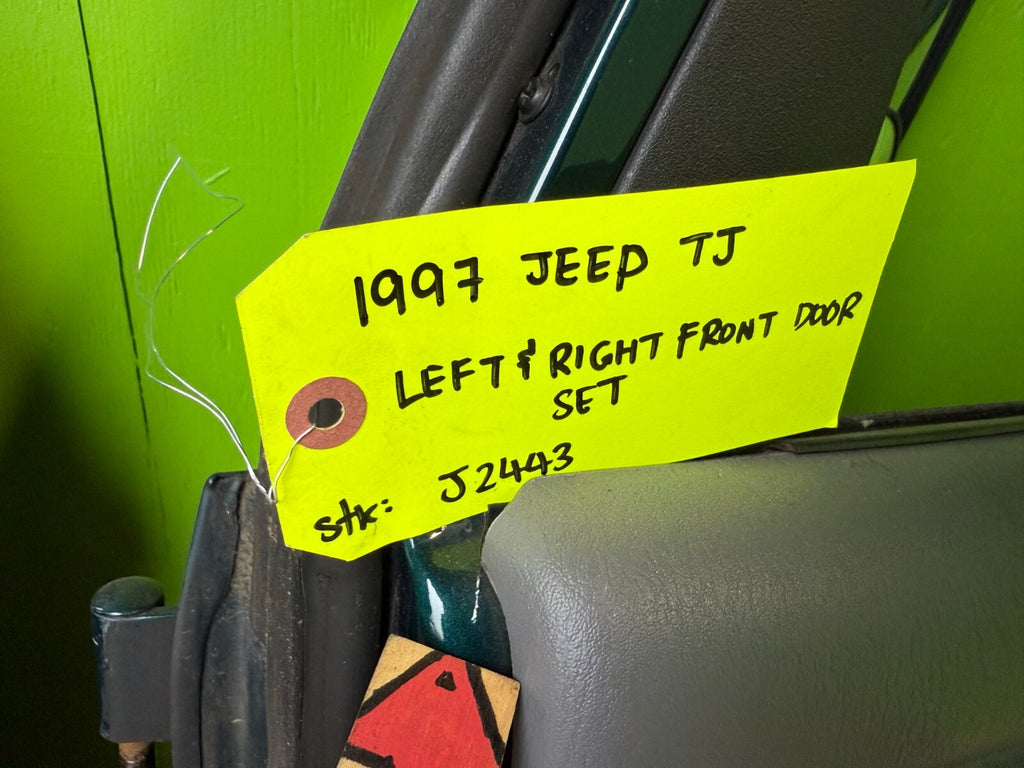 1997 JEEP TJ
LEFT & RIGHT FRONT DOOR
SET
stk: J2443